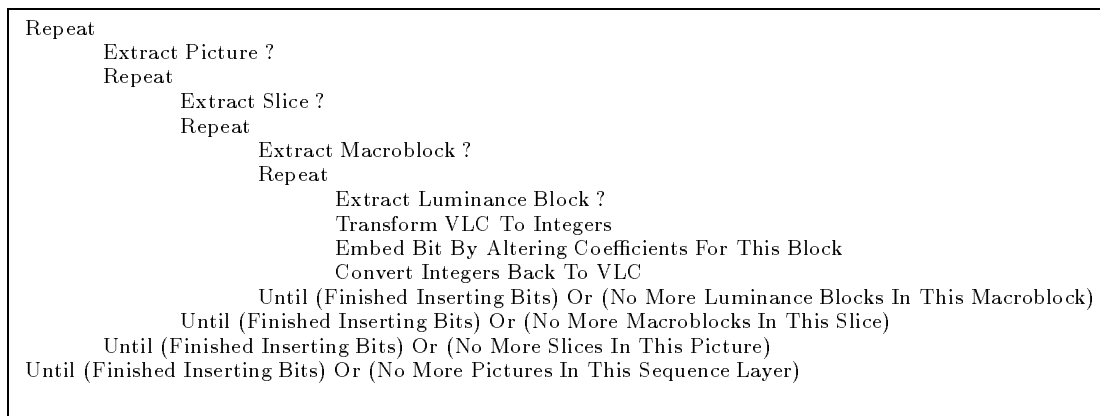 Repeat
Extract Picture ?
Repeat
Extract Slice ?
Repeat
Extract Macroblock ?
Repeat
Extract Luminance Block ?
Transform VLC To Integers
Embed Bit By Altering Coefficients For This Block
Convert Integers Back To VLC
Until (Finished Inserting Bits) Or (No More Luminance Blocks In This Macroblock)
Until (Finished Inserting Bits) Or (No More Macroblocks In This Slice)
Until (Finished Inserting Bits) Or (No More Slices In This Picture)
Until (Finished Inserting Bits) Or (No More Pictures In This Sequence Layer)